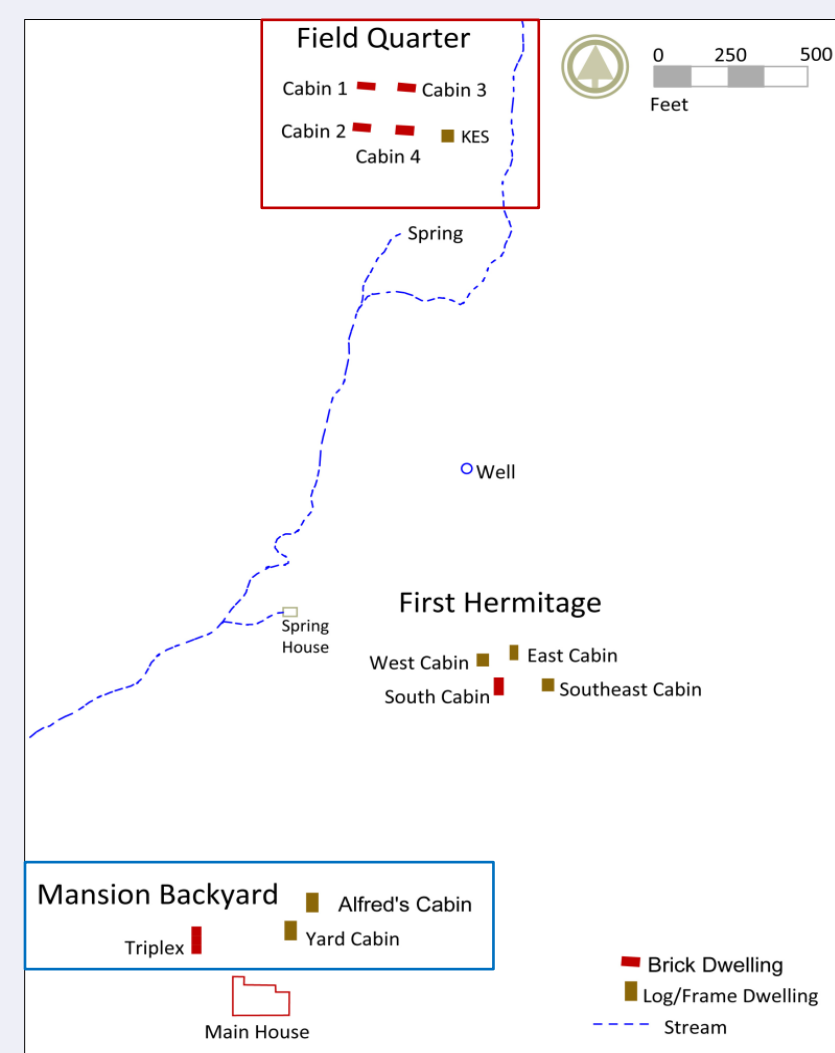 Field Quarter
0 250 500
Feet
Cabin 1
Cabin 3
Cabin 2
KES
Cabin 4
Spring
Well
First Hermitage
Spring
House
West Cabin
East Cabin
South Cabin
Southeast Cabin
Mansion Backyard
Alfred's Cabin
Triplex
Yard Cabin
Main House
Brick Dwelling
Log/Frame Dwelling
Stream